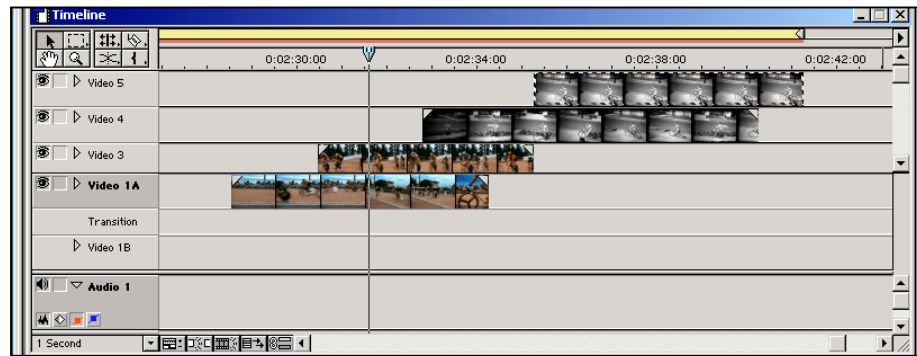 Timeline
0:02:30:00 0:02:34:00 0:02:38:00 0:02:42:00
Video 5
Video 4
Video 3
Video 1A
Transition
Video 1B
Audio 1
1 Second